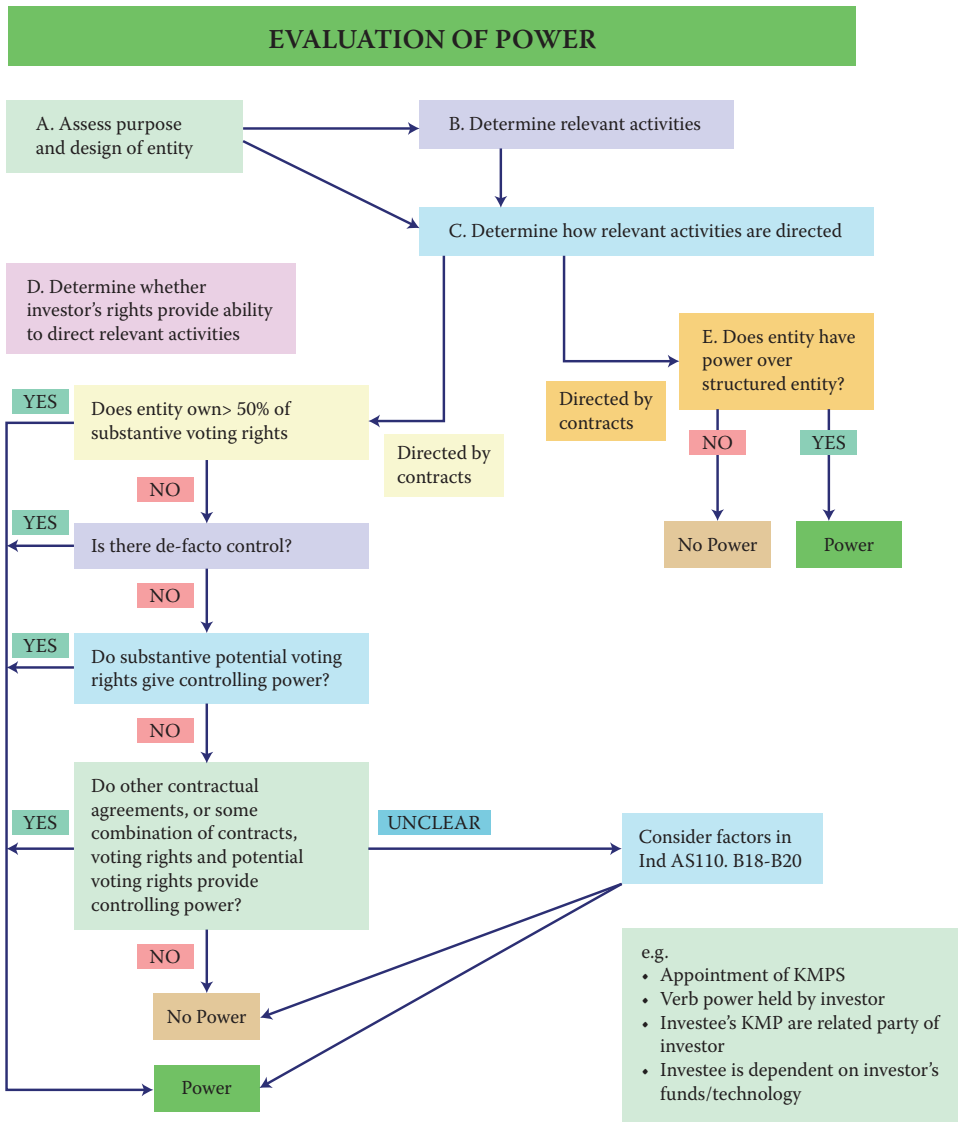 EVALUATION OF POWER
A. Assess purpose
and design of entity
B. Determine relevant activities
C. Determine how relevant activities are directed
D. Determine whether
investor's rights provide ability
to direct relevant activities
E. Does entity have
power over
structured entity?
YES
Does entity own> 50% of
substantive voting rights
Directed by
contracts
Directed by
contracts
NO
YES
No Power
Power
NO
YES
Is there de-facto control?
NO
YES
Do substantive potential voting
rights give controlling power?
NO
YES
Do other contractual
agreements, or some
combination of contracts,
voting rights and potential
voting rights provide
controlling power?
UNCLEAR
Consider factors in
Ind AS110. B18-B20
NO
No Power
Power
e.g.
• Appointment of KMPS
• Verb power held by investor
• Investee's KMP are related party of
investor
• Investee is dependent on investor's
funds/technology